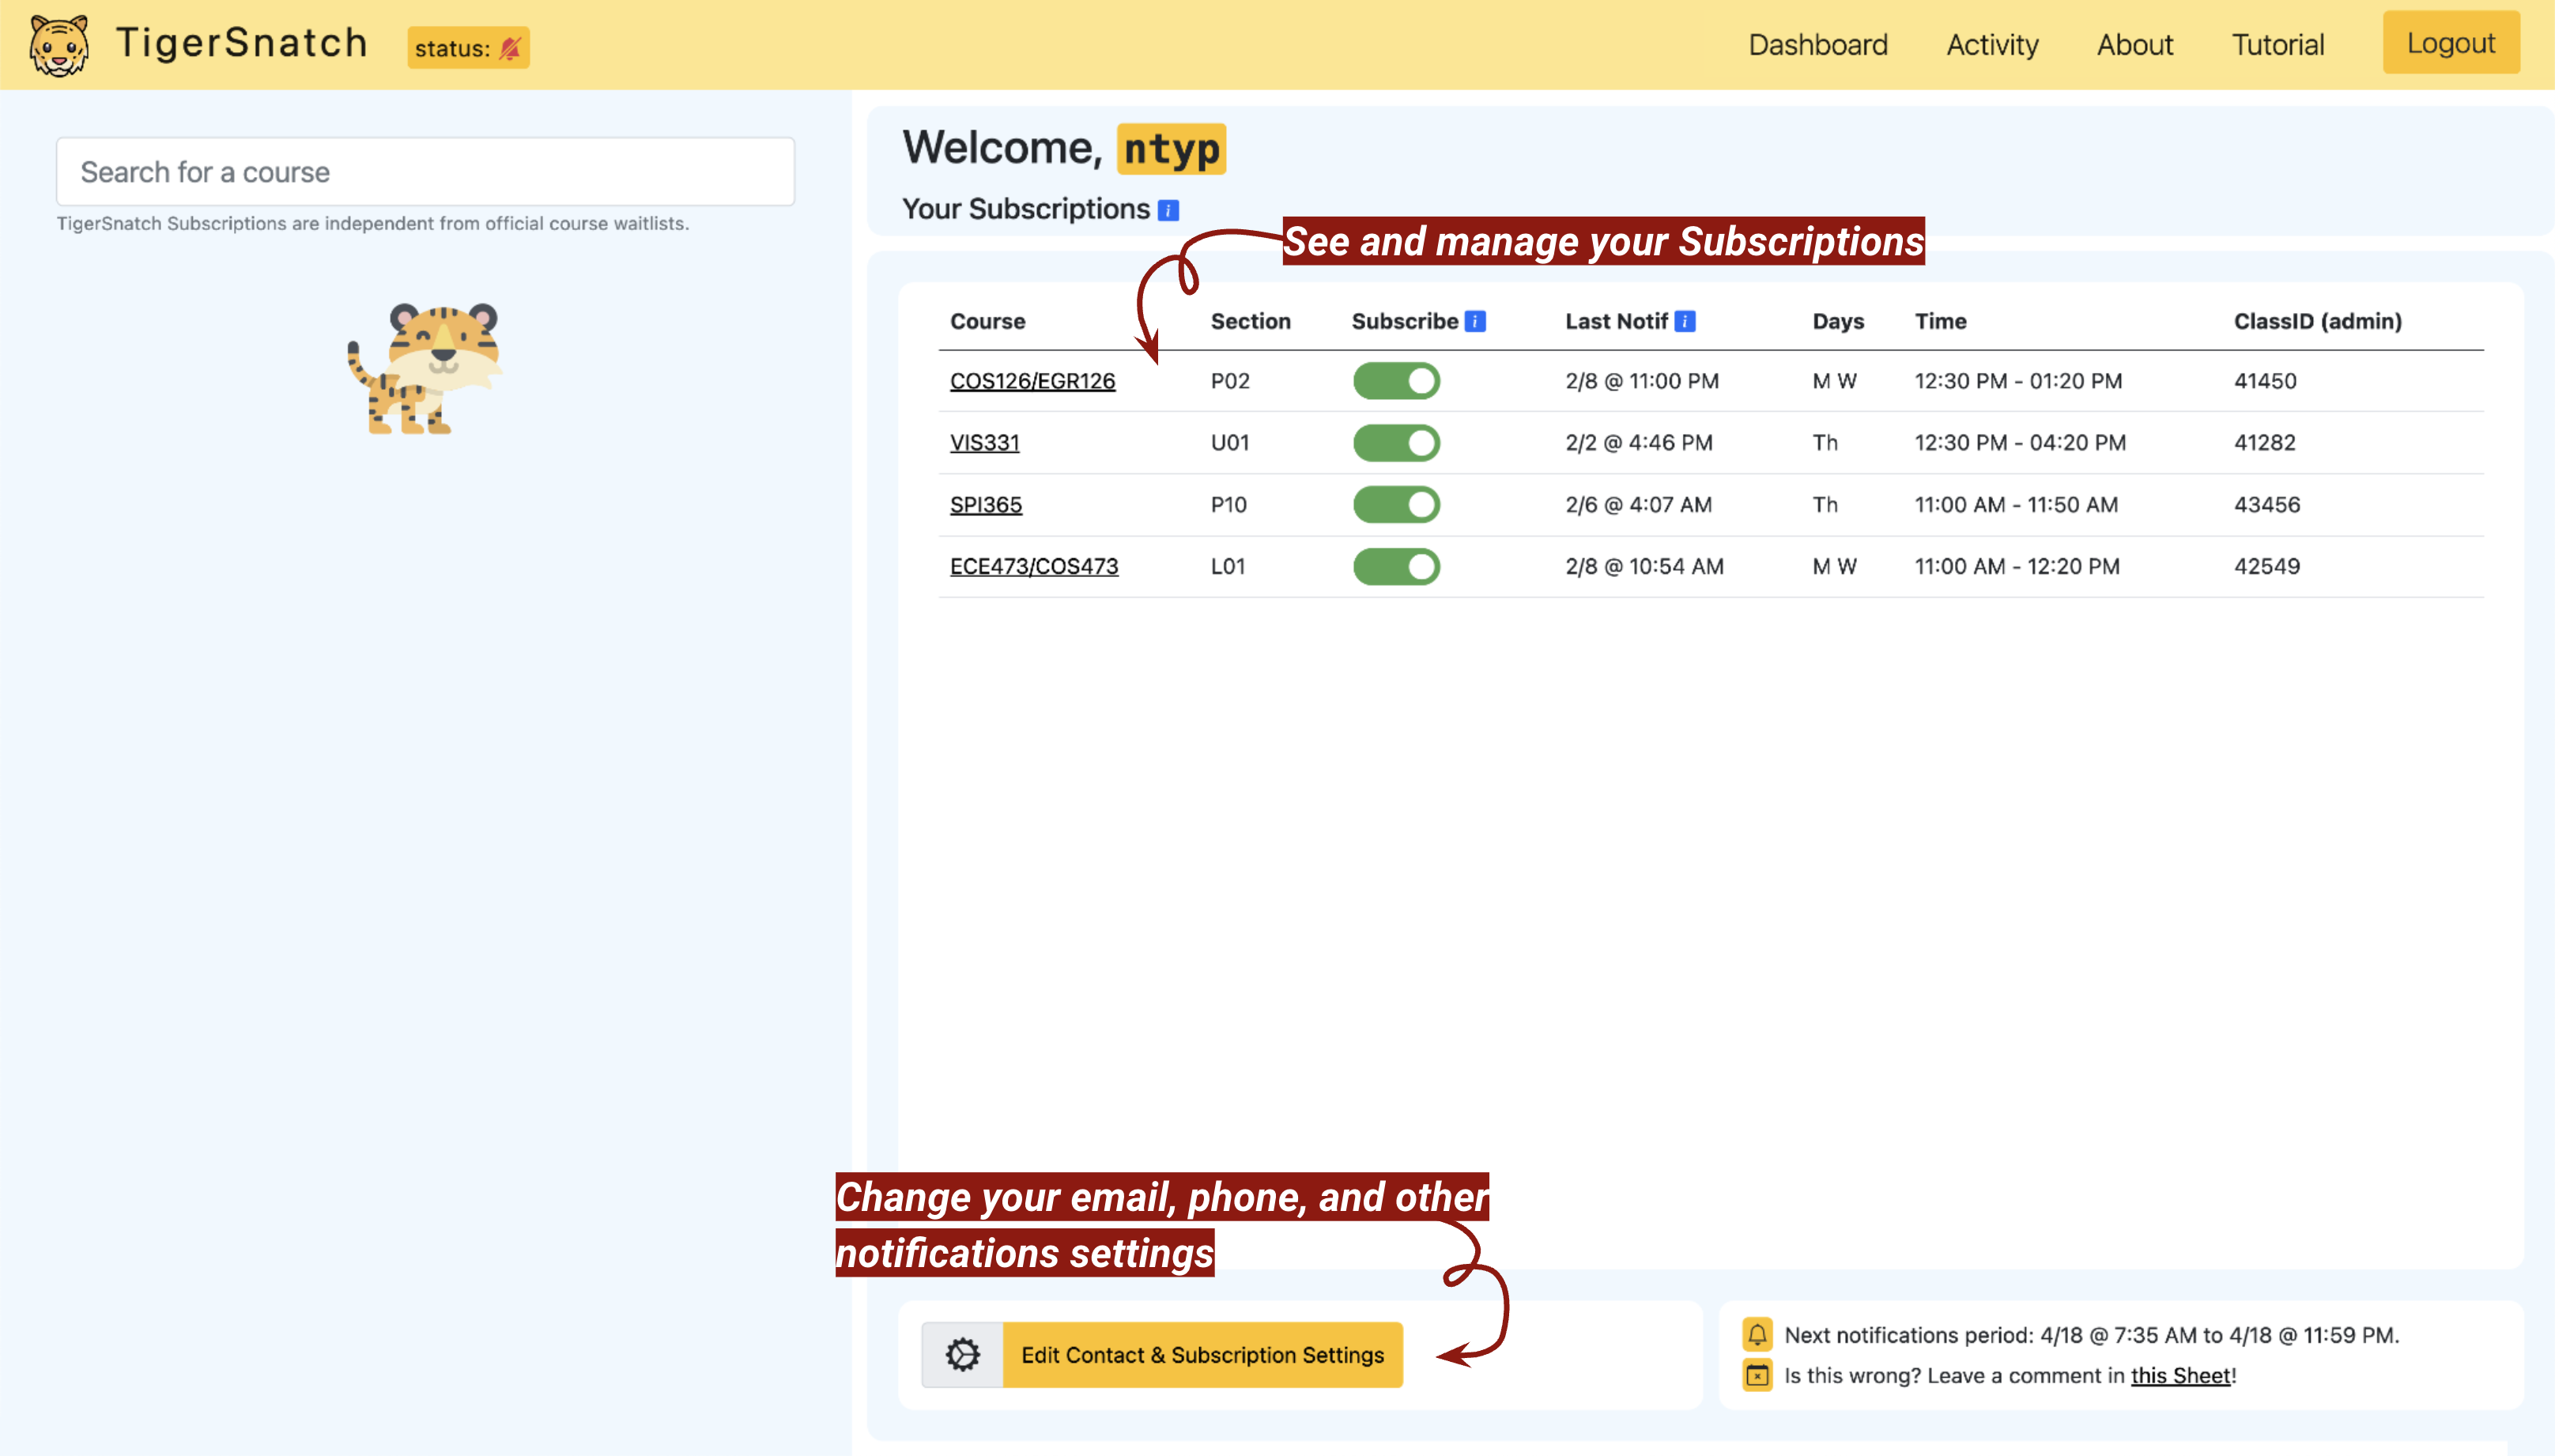 TigerSnatch
status:
Dashboard Activity About Tutorial Logout
Search for a course
TigerSnatch Subscriptions are independent from official course waitlists.
Welcome, ntyp
Your Subscriptions i
See and manage your Subscriptions
Course Section Subscribe i Last Notif i Days Time ClassID (admin)
COS126/EGR126 P02 2/8 @ 11:00 PM M W 12:30 PM - 01:20 PM 41450
VIS331 U01 2/2 @ 4:46 PM Th 12:30 PM - 04:20 PM 41282
SPI365 P10 2/6 @ 4:07 AM Th 11:00 AM - 11:50 AM 43456
ECE473/COS473 L01 2/8 @ 10:54 AM M W 11:00 AM - 12:20 PM 42549
Change your email, phone, and other
notifications settings
Edit Contact & Subscription Settings
Next notifications period: 4/18 @ 7:35 AM to 4/18 @ 11:59 PM.
Is this wrong? Leave a comment in this Sheet!